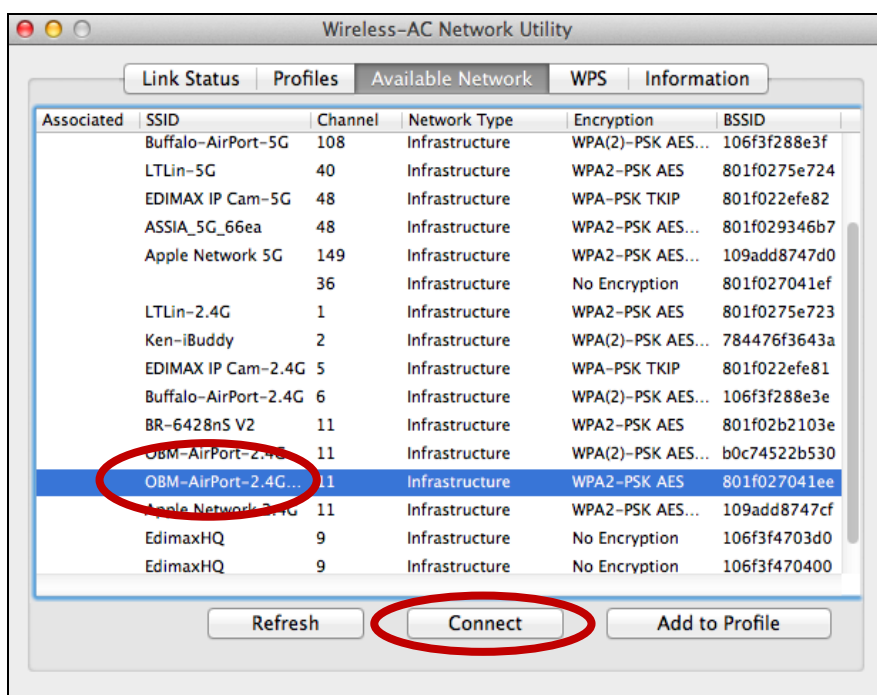 Wireless-AC Network Utility
Link Status Profiles Available Network WPS Information
Associated SSID Channel Network Type Encryption BSSID
Buffalo-AirPort-5G 108 Infrastructure WPA(2)-PSK AES... 106f3f288e3f
LTLin-5G 40 Infrastructure WPA2-PSK AES 801f0275e724
EDIMAX IP Cam-5G 48 Infrastructure WPA-PSK TKIP 801f022efe82
ASSIA_5G_66ea 48 Infrastructure WPA2-PSK AES... 801f029346b7
Apple Network 5G 149 Infrastructure WPA2-PSK AES... 109add8747d0
36 Infrastructure No Encryption 801f027041ef
LTLin-2.4G 1 Infrastructure WPA2-PSK AES 801f0275e723
Ken-iBuddy 2 Infrastructure WPA(2)-PSK AES... 784476f3643a
EDIMAX IP Cam-2.4G 5 Infrastructure WPA-PSK TKIP 801f022efe81
Buffalo-AirPort-2.4G 6 Infrastructure WPA(2)-PSK AES... 106f3f288e3e
BR-6428nS V2 11 Infrastructure WPA2-PSK AES 801f02b2103e
OBM-AirPort-2.4G 11 Infrastructure WPA(2)-PSK AES... b0c74522b530
OBM-AirPort-2.4G... 11 Infrastructure WPA2-PSK AES 801f027041ee
Apple Network 2.4G 11 Infrastructure WPA2-PSK AES... 109add8747cf
EdimaxHQ 9 Infrastructure No Encryption 106f3f4703d0
EdimaxHQ 9 Infrastructure No Encryption 106f3f470400
Refresh Connect Add to Profile